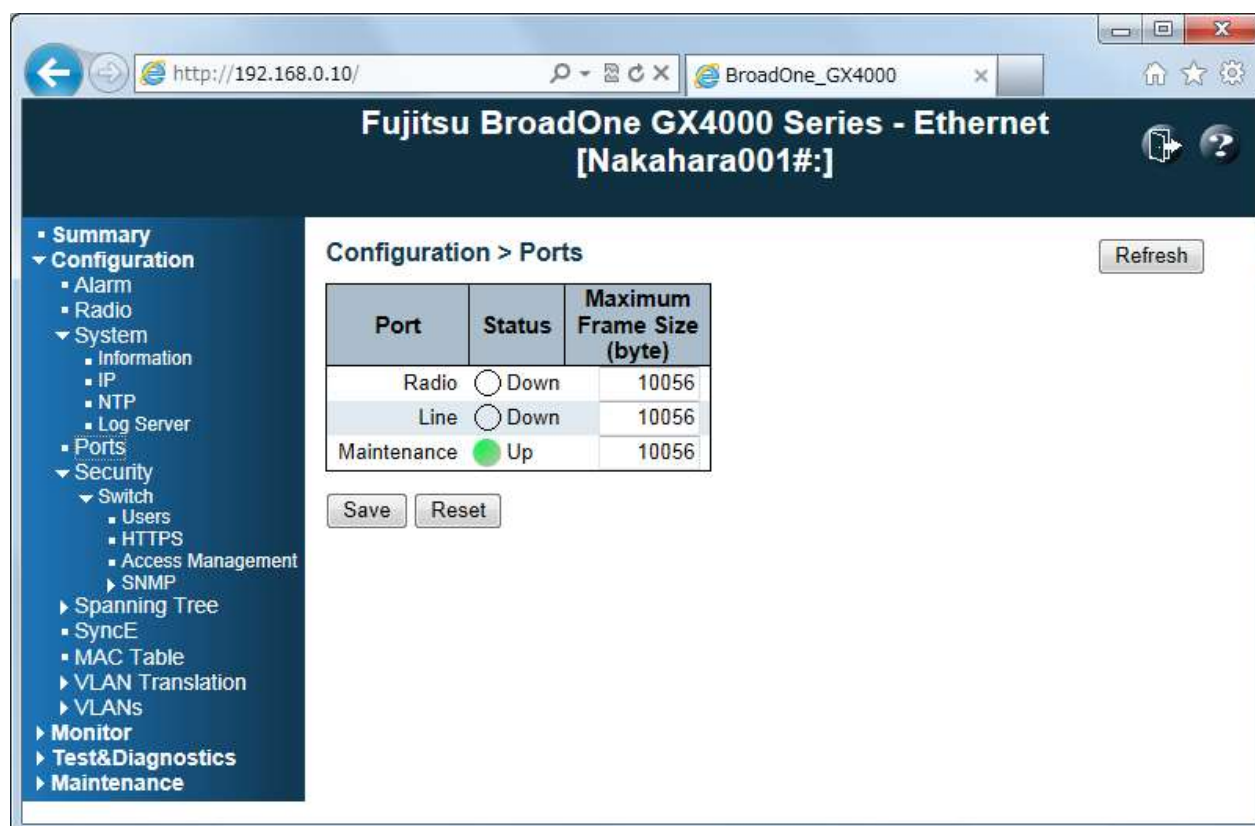 http://192.168.0.10/
BroadOne_GX4000
Fujitsu BroadOne GX4000 Series - Ethernet
[Nakahara001#:]
Summary
Configuration
Alarm
Radio
System
Information
IP
NTP
Log Server
Ports
Security
Switch
Users
HTTPS
Access Management
SNMP
Spanning Tree
SyncE
MAC Table
VLAN Translation
VLANs
Monitor
Test&Diagnostics
Maintenance
Configuration > Ports
Refresh
Port Status Maximum Frame Size (byte)
Radio Down 10056
Line Down 10056
Maintenance Up 10056
Save Reset